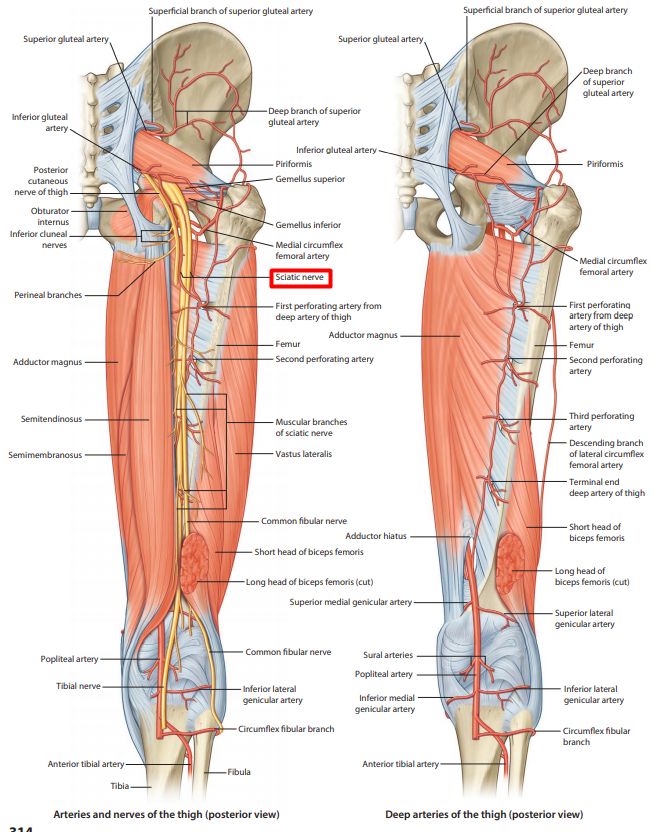 Superficial branch of superior gluteal artery
Superior gluteal artery
Deep branch of superior
gluteal artery
Inferior gluteal
artery
Piriformis
Posterior
cutaneous
nerve of thigh
Gemellus superior
Obturator
internus
Gemellus inferior
Inferior cluneal
nerves
Medial circumflex
femoral artery
Sciatic nerve
Perineal branches
First perforating artery from
deep artery of thigh
Femur
Adductor magnus
Second perforating artery
Semitendinosus
Muscular branches
of sciatic nerve
Semimembranosus
Vastus lateralis
Common fibular nerve
Short head of biceps femoris
Long head of biceps femoris (cut)
Common fibular nerve
Popliteal artery
Tibial nerve
Inferior lateral
genicular artery
Circumflex fibular branch
Anterior tibial artery
Fibula
Tibia
Arteries and nerves of the thigh (posterior view)
Superficial branch of superior gluteal artery
Superior gluteal artery
Deep branch
of superior
gluteal artery
Inferior gluteal artery
Piriformis
Medial circumflex
femoral artery
First perforating
artery from deep
artery of thigh
Adductor magnus
Femur
Second perforating
artery
Third perforating
artery
Descending branch
of lateral circumflex
femoral artery
Terminal end
deep artery of thigh
Short head of
biceps femoris
Adductor hiatus
Long head of
biceps femoris (cut)
Superior medial genicular artery
Superior lateral
genicular artery
Sural arteries
Popliteal artery
Inferior medial
genicular artery
Inferior lateral
genicular artery
Circumflex fibular
branch
Anterior tibial artery
Deep arteries of the thigh (posterior view)
314